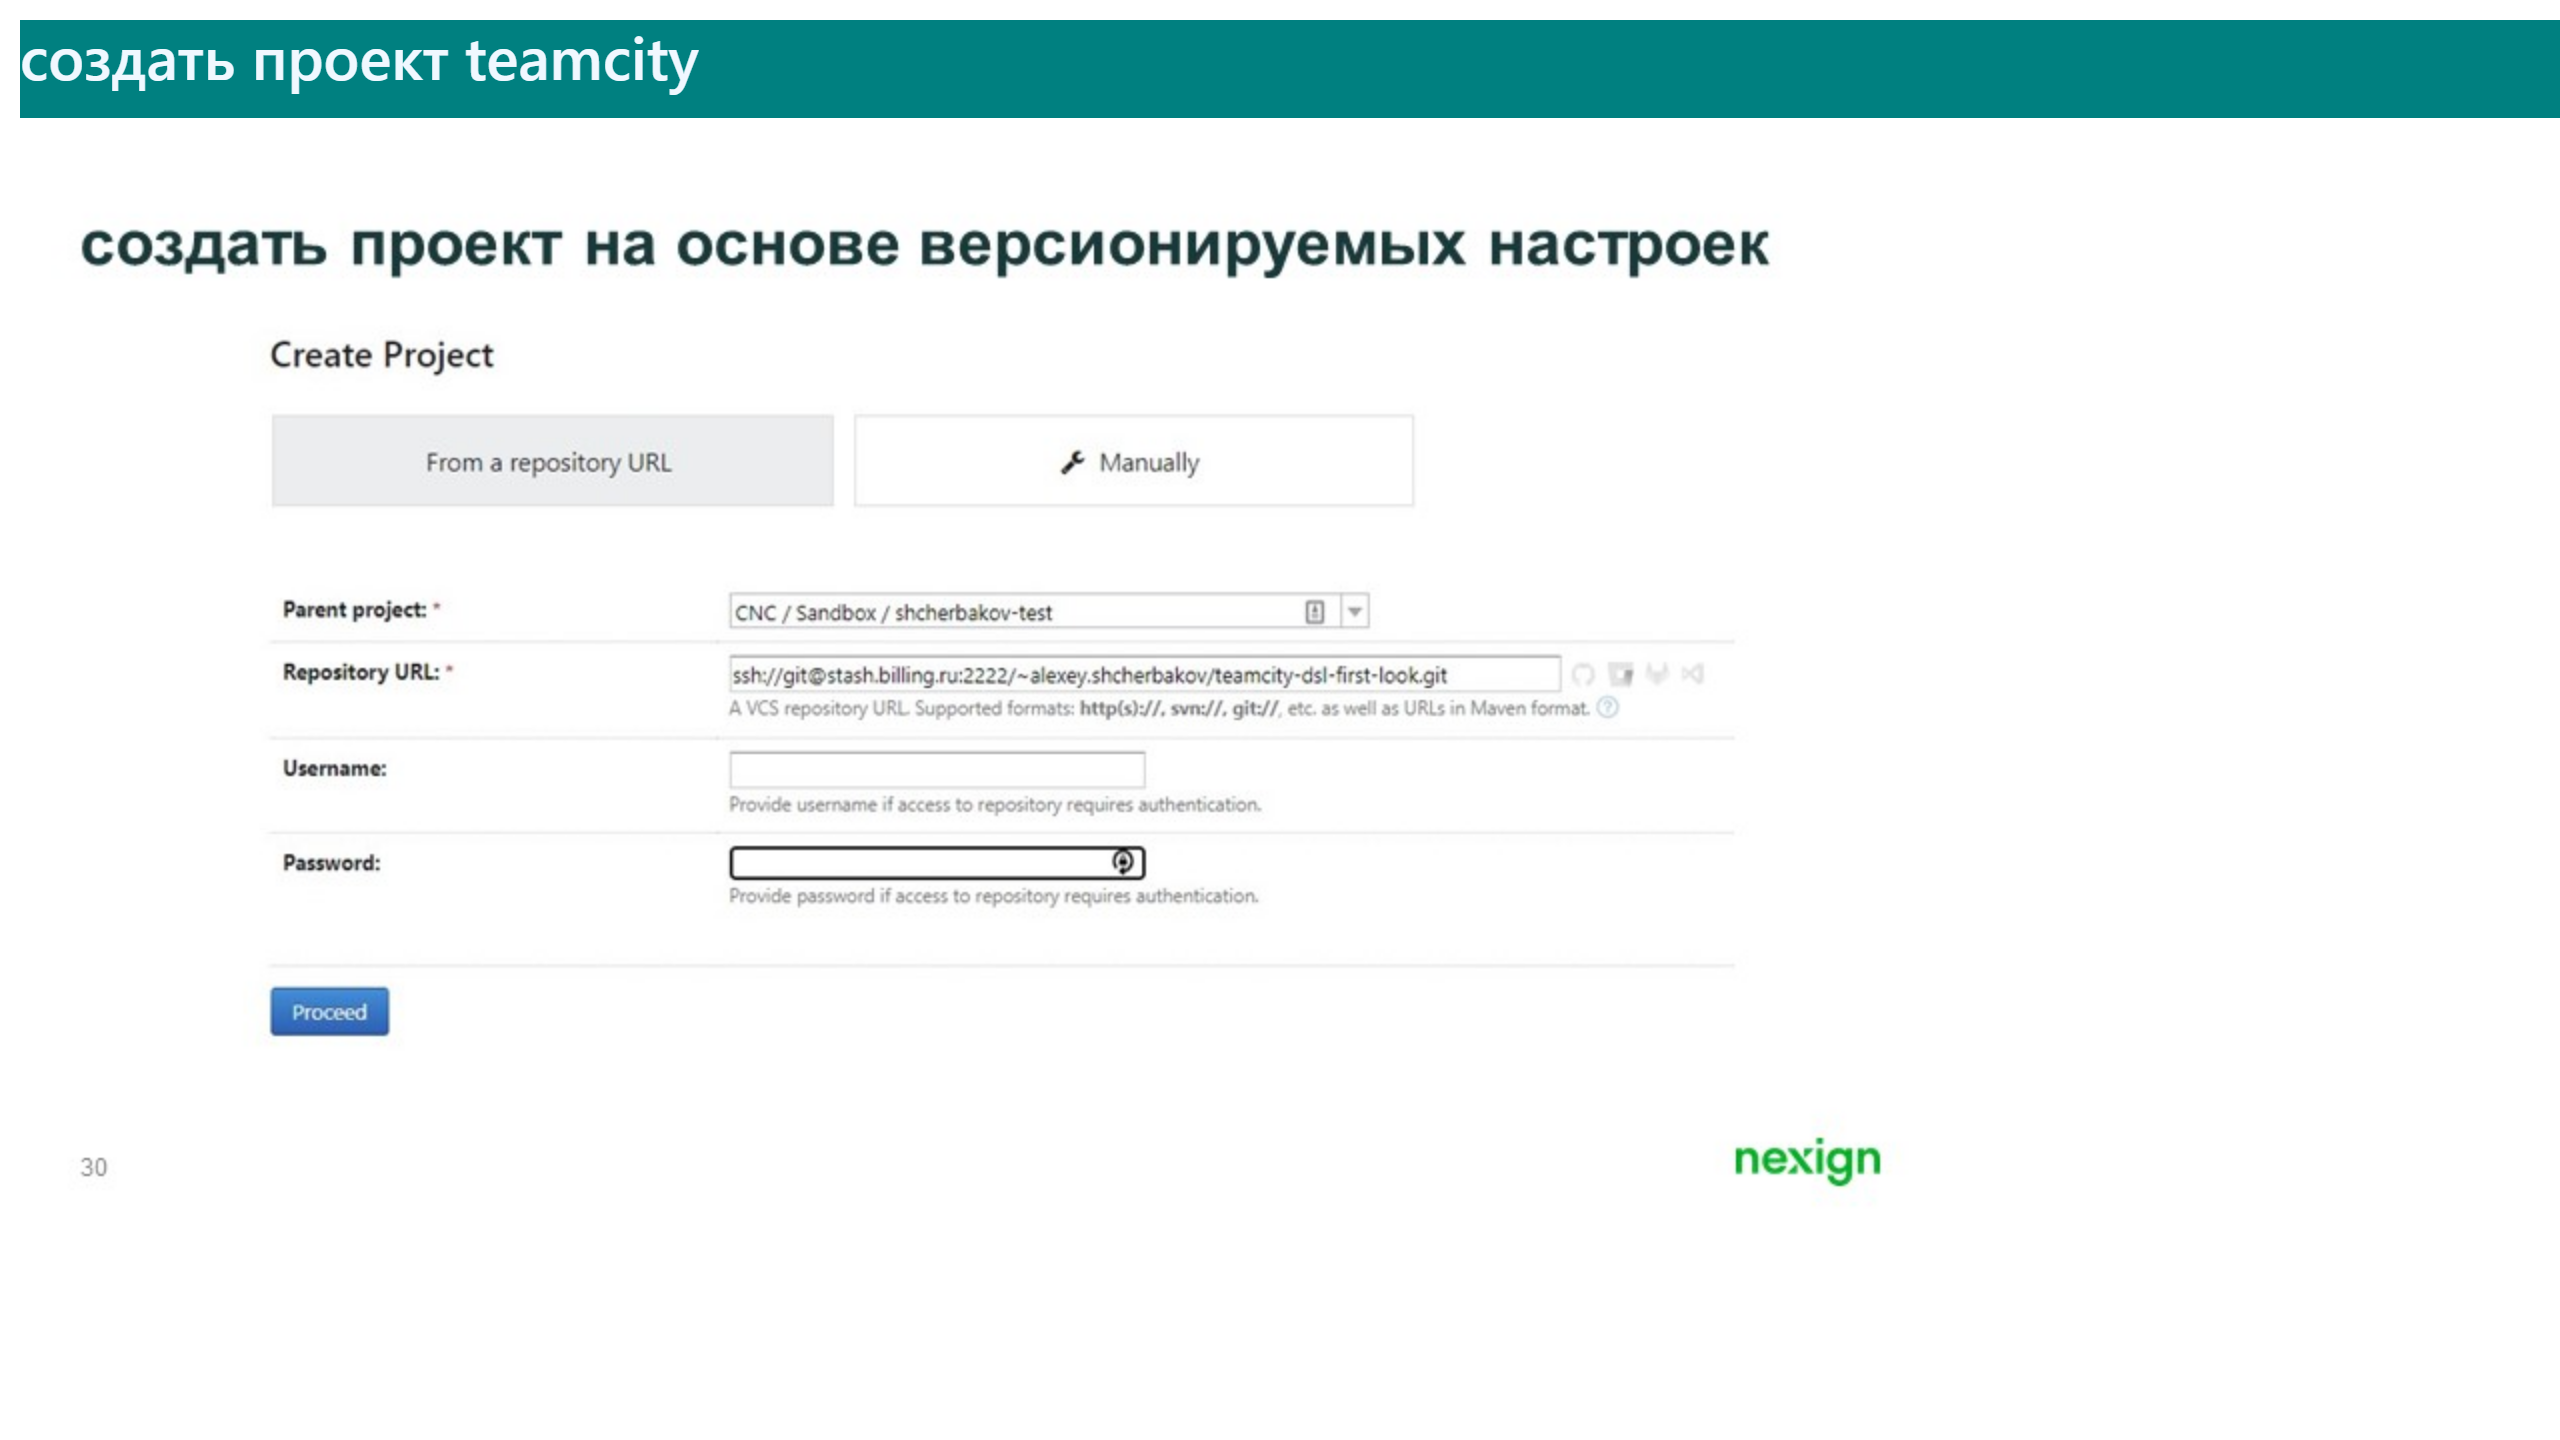 создать проект teamcity
создать проект на основе версионируемых настроек
Create Project
From a repository URL
Manually
Parent project: *
CNC / Sandbox / shcherbakov-test
Repository URL: *
ssh://git@stash.billing.ru:2222/~alexey.shcherbakov/teamcity-dsl-first-look.git
A VCS repository URL. Supported formats: http(s)://, svn://, git://, etc. as well as URLs in Maven format.
Username:
Provide username if access to repository requires authentication.
Password:
Provide password if access to repository requires authentication.
Proceed
30
nexign